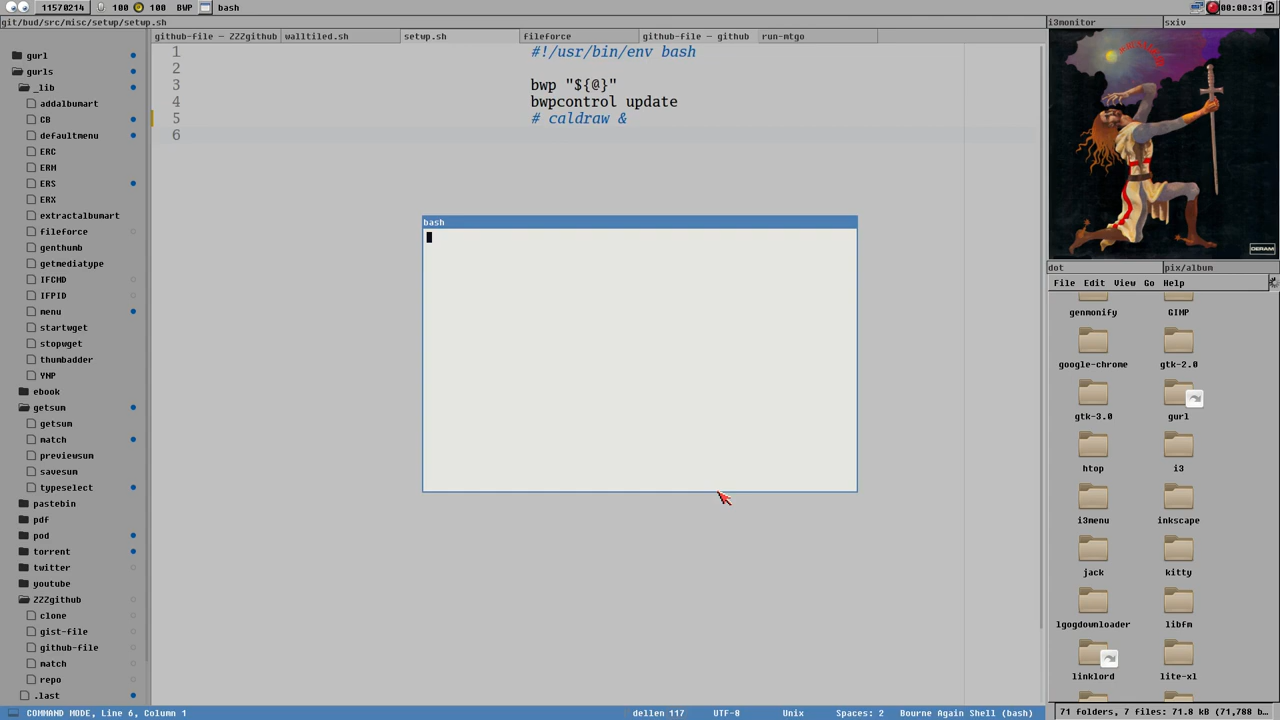 11570214 100 100 BWP bash 00:08:31
git/bud/src/misc/setup/setup.sh
i3monitor sxiv
github-file — ZZZgithub walltiled.sh setup.sh fileforce github-file — github run-mtgo
gurl
gurls
_lib
addalbumart
CB
defaultmenu
ERC
ERM
ERS
ERX
extractalbumart
fileforce
genthumb
getmediatype
IFCMD
IFPID
menu
startwget
stopwget
thumbadder
YNP
ebook
getsum
getsum
match
previewsum
savesum
typeselect
pastebin
pdf
pod
torrent
twitter
youtube
ZZZgithub
clone
gist-file
github-file
match
repo
.last
1 #!/usr/bin/env bash
2
3 bwp "${@}"
4 bwpcontrol update
5 # caldraw &
6
bash
DERAM
dot pix/album
File Edit View Go Help
genmonify GIMP
google-chrome gtk-2.0
gtk-3.0 gurl
htop i3
i3menu inkscape
jack kitty
lgogdownloader libfm
linklord lite-xl
71 folders, 7 files: 71.8 kB (71,788 b…
COMMAND MODE, Line 6, Column 1 dellen 117 UTF-8 Unix Spaces: 2 Bourne Again Shell (bash)